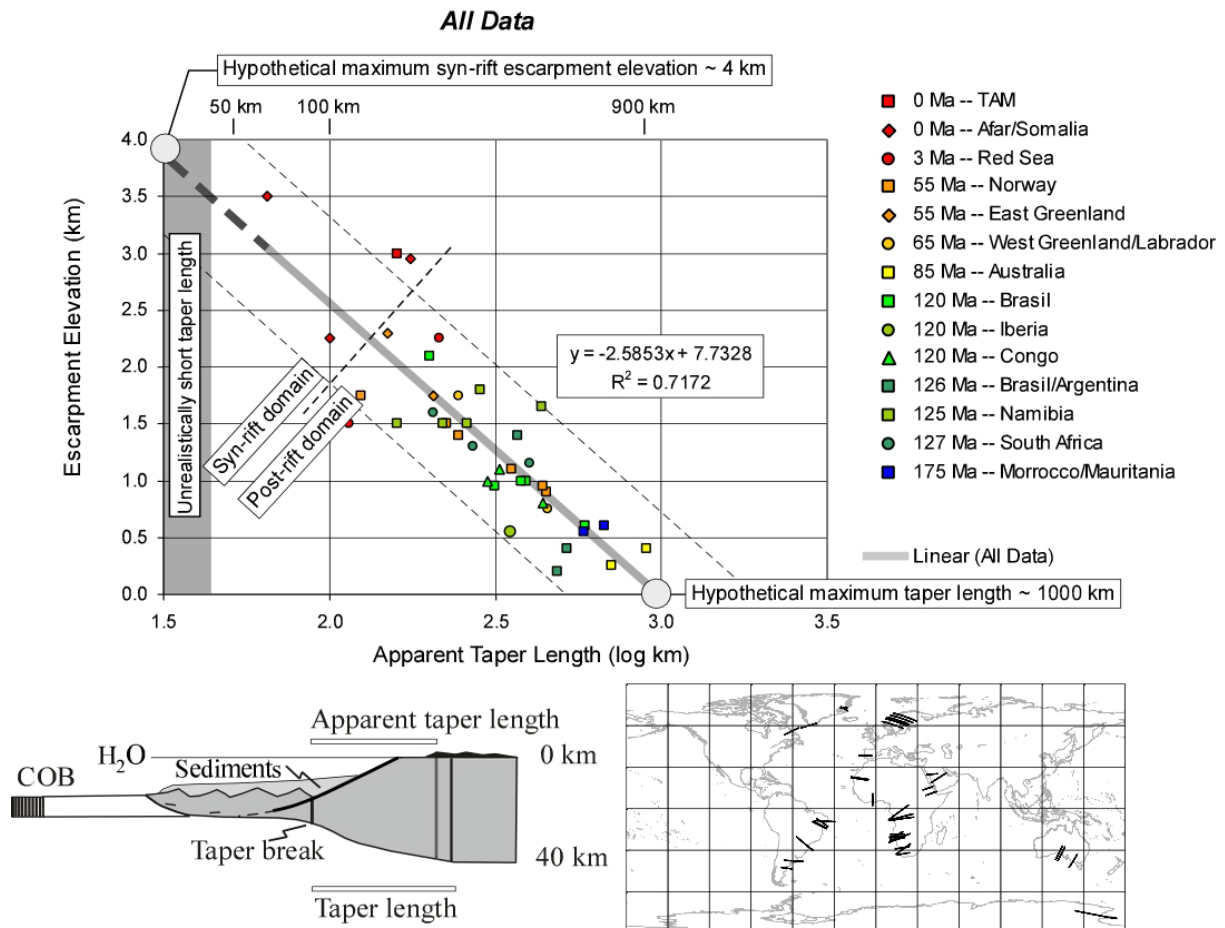 All Data
Hypothetical maximum syn-rift escarpment elevation ~ 4 km
50 km 100 km 900 km
4.0
3.5
3.0
2.5
2.0
1.5
1.0
0.5
0.0
Escarpment Elevation (km)
Unrealistically short taper length
Syn-rift domain
Post-rift domain
y = -2.5853x + 7.7328
R² = 0.7172
Hypothetical maximum taper length ~ 1000 km
1.5 2.0 2.5 3.0 3.5
Apparent Taper Length (log km)
0 Ma -- TAM
0 Ma -- Afar/Somalia
3 Ma -- Red Sea
55 Ma -- Norway
55 Ma -- East Greenland
65 Ma -- West Greenland/Labrador
85 Ma -- Australia
120 Ma -- Brasil
120 Ma -- Iberia
120 Ma -- Congo
126 Ma -- Brasil/Argentina
125 Ma -- Namibia
127 Ma -- South Africa
175 Ma -- Morrocco/Mauritania
Linear (All Data)
Apparent taper length
H₂O
0 km
COB
Sediments
Taper break
40 km
Taper length